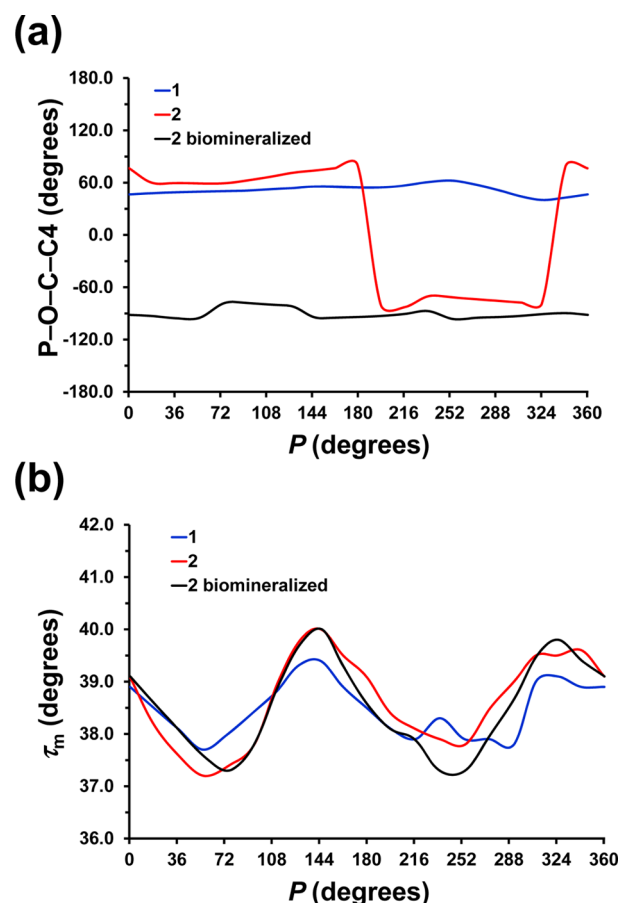 (a)
P–O–C–C4 (degrees)
180.0
120.0
60.0
0.0
-60.0
-120.0
-180.0
1
2
2 biomineralized
0 36 72 108 144 180 216 252 288 324 360
P (degrees)
(b)
τm (degrees)
42.0
41.0
40.0
39.0
38.0
37.0
36.0
1
2
2 biomineralized
0 36 72 108 144 180 216 252 288 324 360
P (degrees)